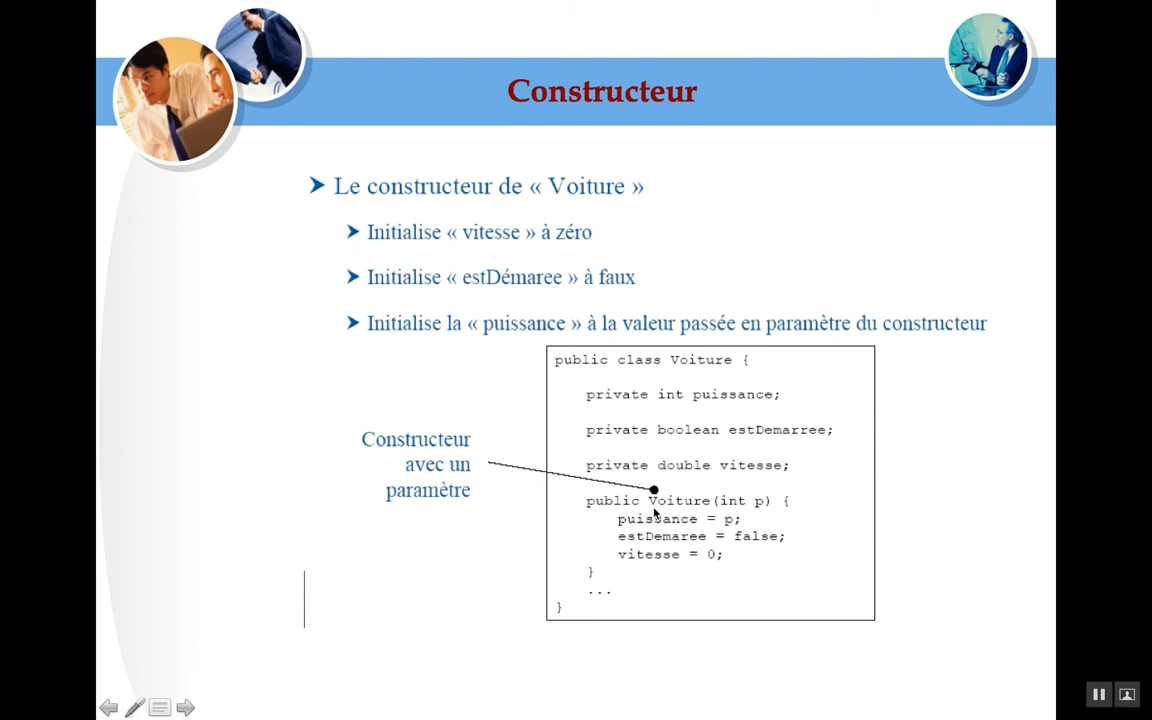 Constructeur
Le constructeur de « Voiture »
Initialise « vitesse » à zéro
Initialise « estDémaree » à faux
Initialise la « puissance » à la valeur passée en paramètre du constructeur
Constructeur
avec un
paramètre
public class Voiture {
private int puissance;
private boolean estDemarree;
private double vitesse;
public Voiture(int p) {
puissance = p;
estDemaree = false;
vitesse = 0;
}
...
}